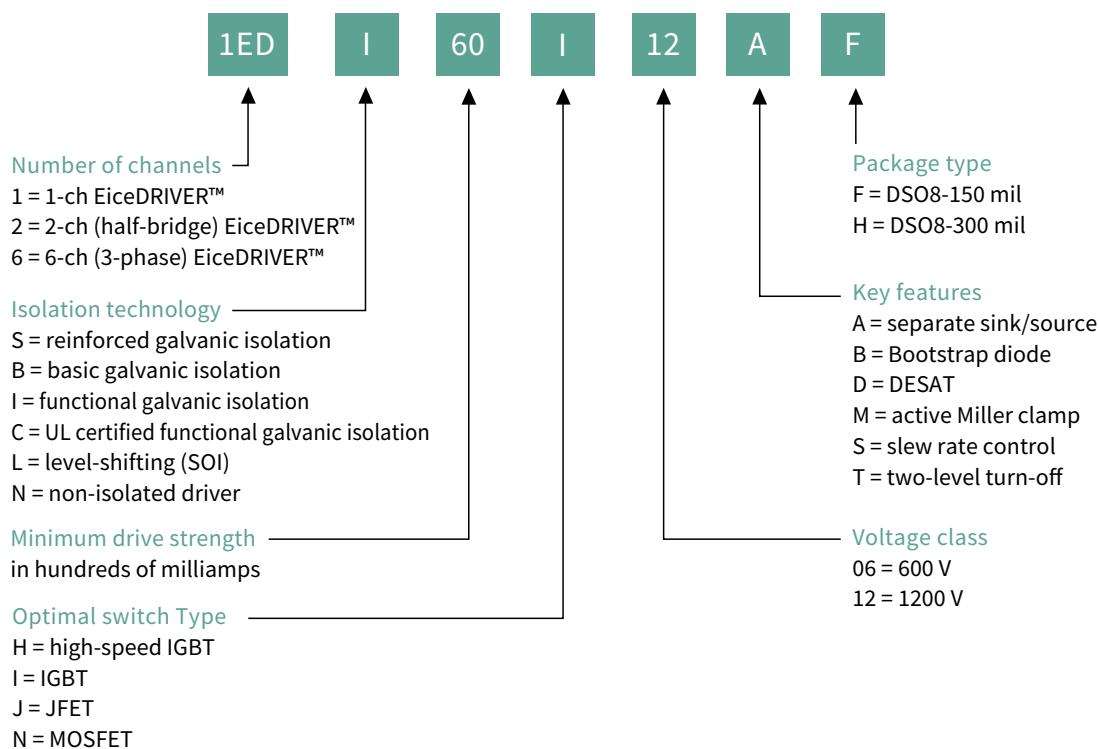 1ED I 60 I 12 A F
Number of channels
1 = 1-ch EiceDRIVER™
2 = 2-ch (half-bridge) EiceDRIVER™
6 = 6-ch (3-phase) EiceDRIVER™
Isolation technology
S = reinforced galvanic isolation
B = basic galvanic isolation
I = functional galvanic isolation
C = UL certified functional galvanic isolation
L = level-shifting (SOI)
N = non-isolated driver
Minimum drive strength
in hundreds of milliamps
Optimal switch Type
H = high-speed IGBT
I = IGBT
J = JFET
N = MOSFET
Package type
F = DSO8-150 mil
H = DSO8-300 mil
Key features
A = separate sink/source
B = Bootstrap diode
D = DESAT
M = active Miller clamp
S = slew rate control
T = two-level turn-off
Voltage class
06 = 600 V
12 = 1200 V